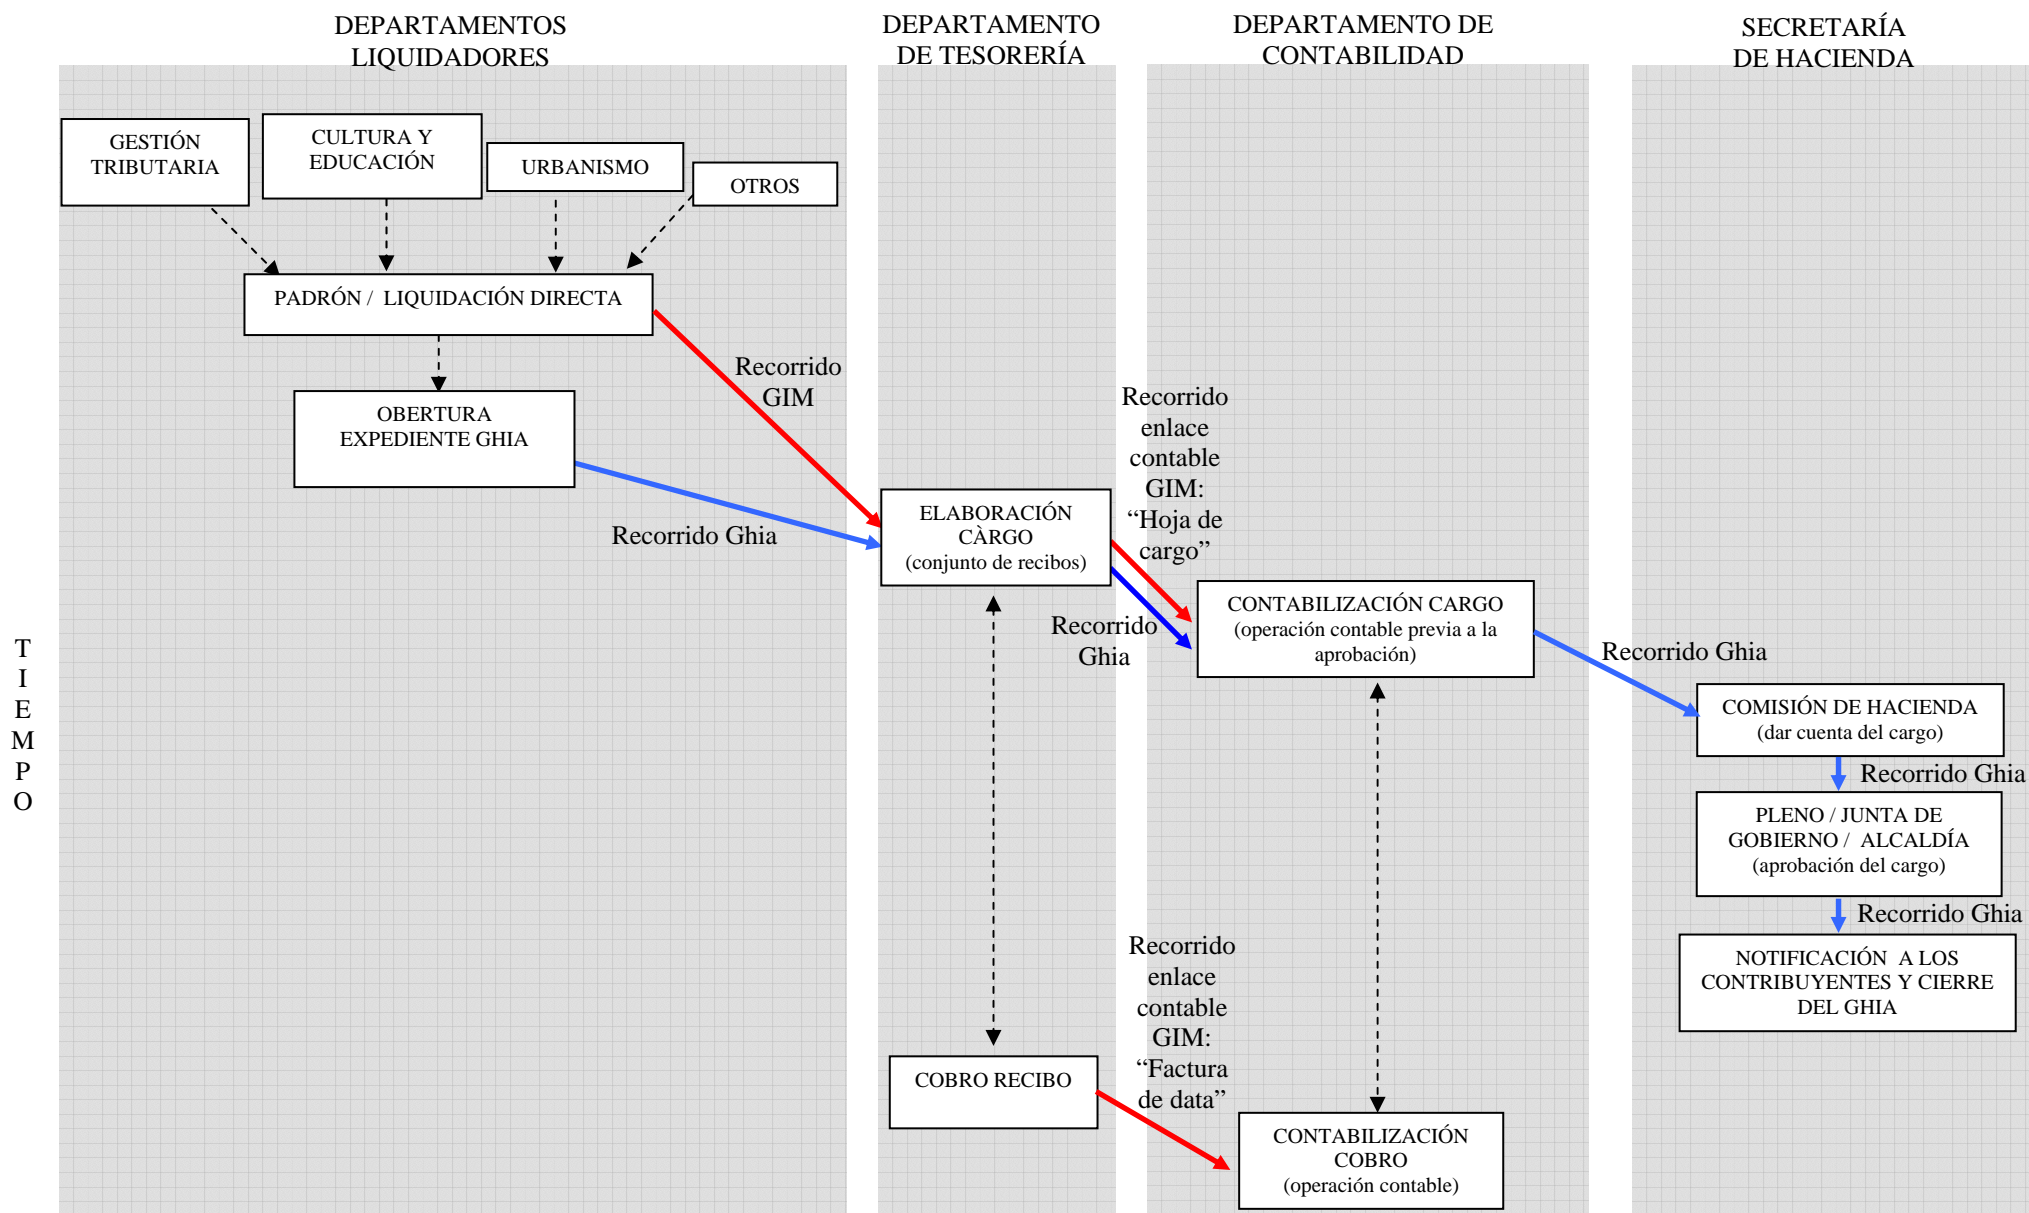 DEPARTAMENTOS
LIQUIDADORES
DEPARTAMENTO
DE TESORERÍA
DEPARTAMENTO DE
CONTABILIDAD
SECRETARÍA
DE HACIENDA
GESTIÓN
TRIBUTARIA
CULTURA Y
EDUCACIÓN
URBANISMO
OTROS
PADRÓN / LIQUIDACIÓN DIRECTA
Recorrido
GIM
OBERTURA
EXPEDIENTE GHIA
Recorrido Ghia
ELABORACIÓN
CÀRGO
(conjunto de recibos)
Recorrido
enlace
contable
GIM:
“Hoja de
cargo”
Recorrido
Ghia
CONTABILIZACIÓN CARGO
(operación contable previa a la
aprobación)
Recorrido Ghia
COMISIÓN DE HACIENDA
(dar cuenta del cargo)
Recorrido Ghia
PLENO / JUNTA DE
GOBIERNO / ALCALDÍA
(aprobación del cargo)
Recorrido Ghia
NOTIFICACIÓN A LOS
CONTRIBUYENTES Y CIERRE
DEL GHIA
T
I
E
M
P
O
COBRO RECIBO
Recorrido
enlace
contable
GIM:
“Factura
de data”
CONTABILIZACIÓN
COBRO
(operación contable)